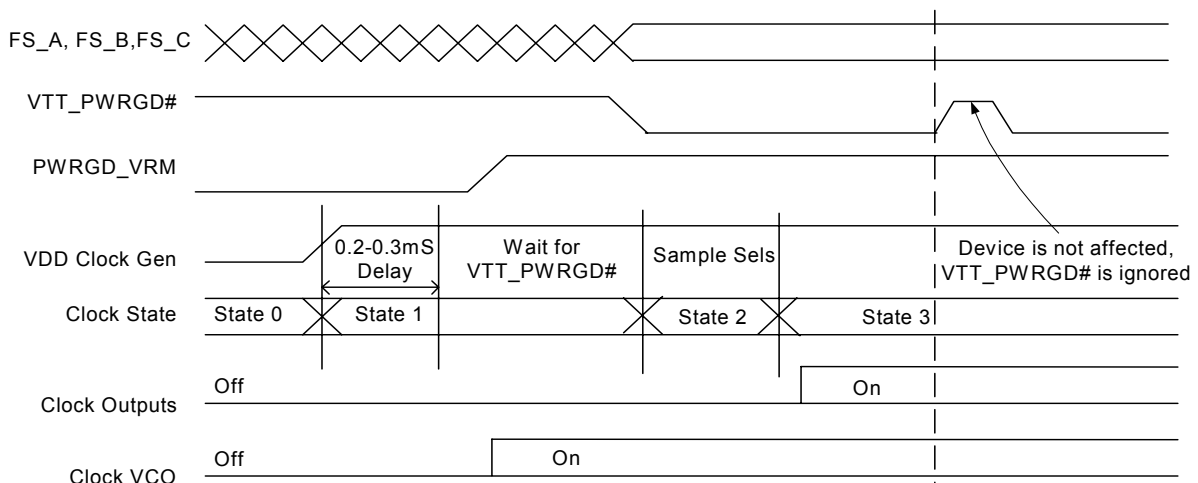 FS_A, FS_B,FS_C
VTT_PWRGD#
PWRGD_VRM
VDD Clock Gen
0.2-0.3mS
Delay
Wait for
VTT_PWRGD#
Sample Sels
Device is not affected,
VTT_PWRGD# is ignored
Clock State
State 0
State 1
State 2
State 3
Clock Outputs
Off
On
Clock VCO
Off
On